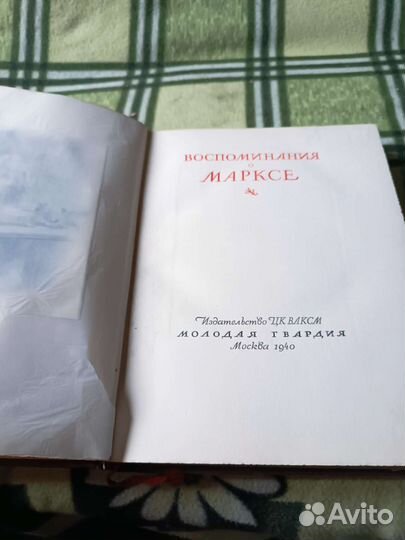 ВОСПОМИНАНИЯ
О
МАРКСЕ
Издательство ЦК ВЛКСМ
МОЛОДАЯ ГВАРДИЯ
Москва 1940
Avito